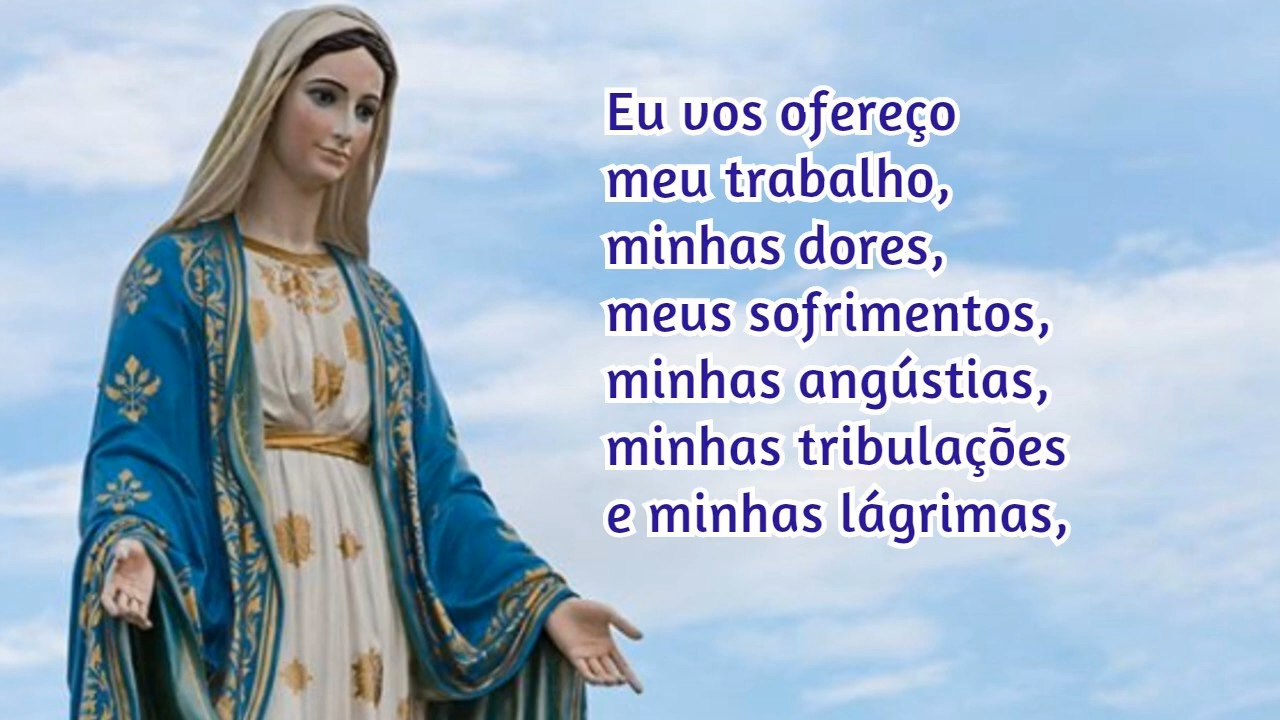 Eu vos ofereço
meu trabalho,
minhas dores,
meus sofrimentos,
minhas angústias,
minhas tribulações
e minhas lágrimas,